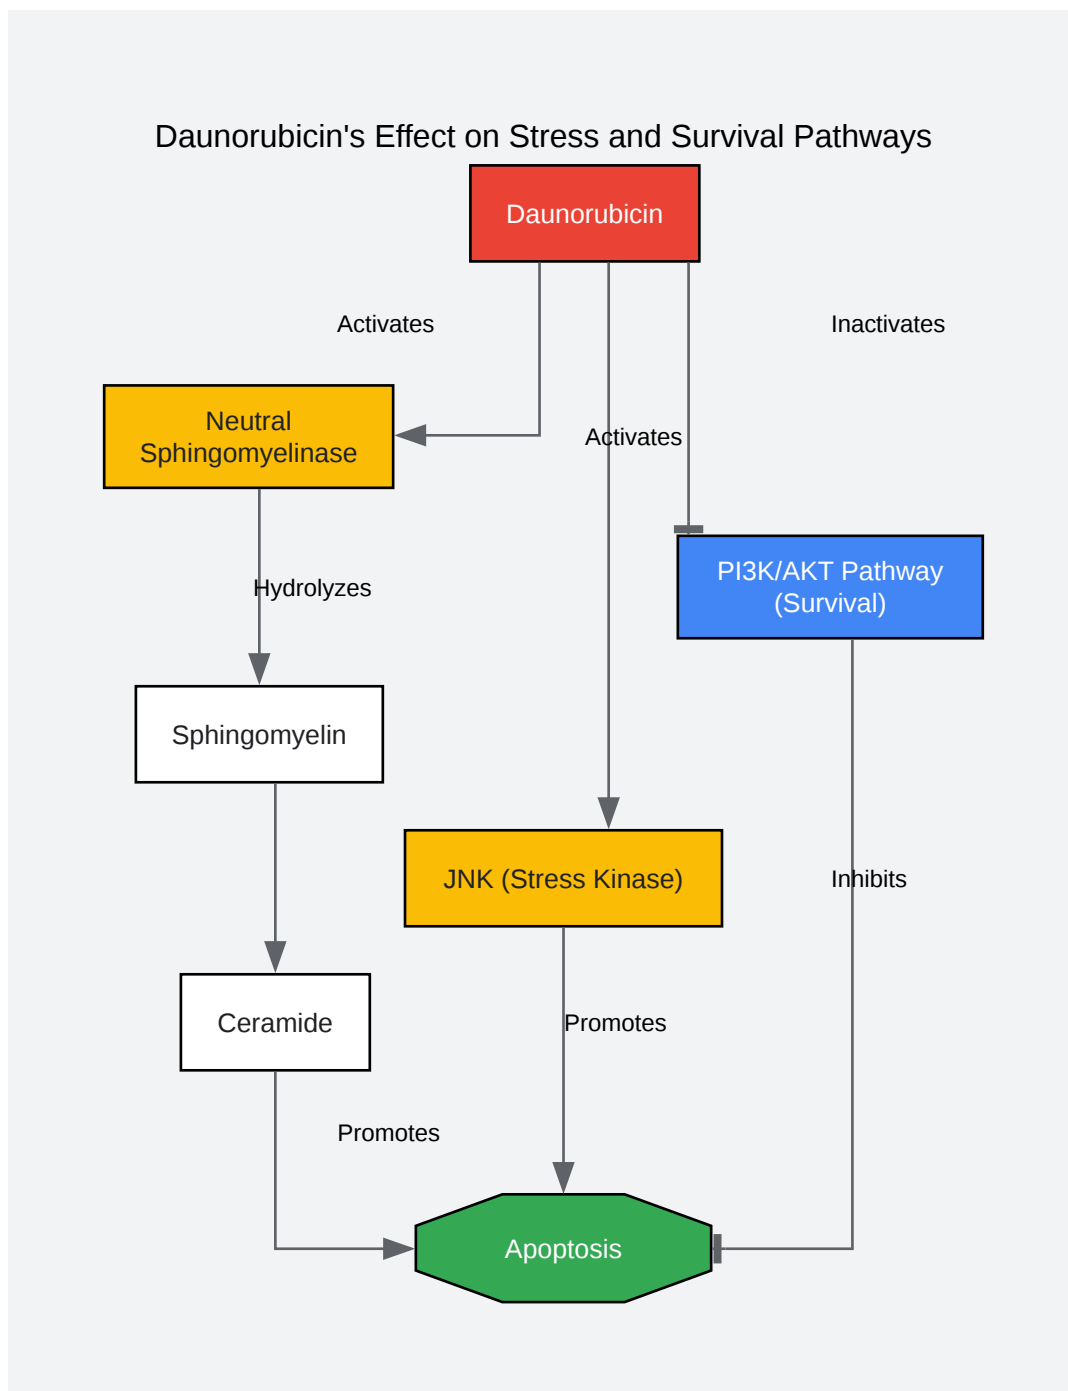 Daunorubicin's Effect on Stress and Survival Pathways
Daunorubicin
Activates
Inactivates
Neutral
Sphingomyelinase
Activates
PI3K/AKT Pathway
(Survival)
Hydrolyzes
Sphingomyelin
JNK (Stress Kinase)
Inhibits
Ceramide
Promotes
Promotes
Apoptosis